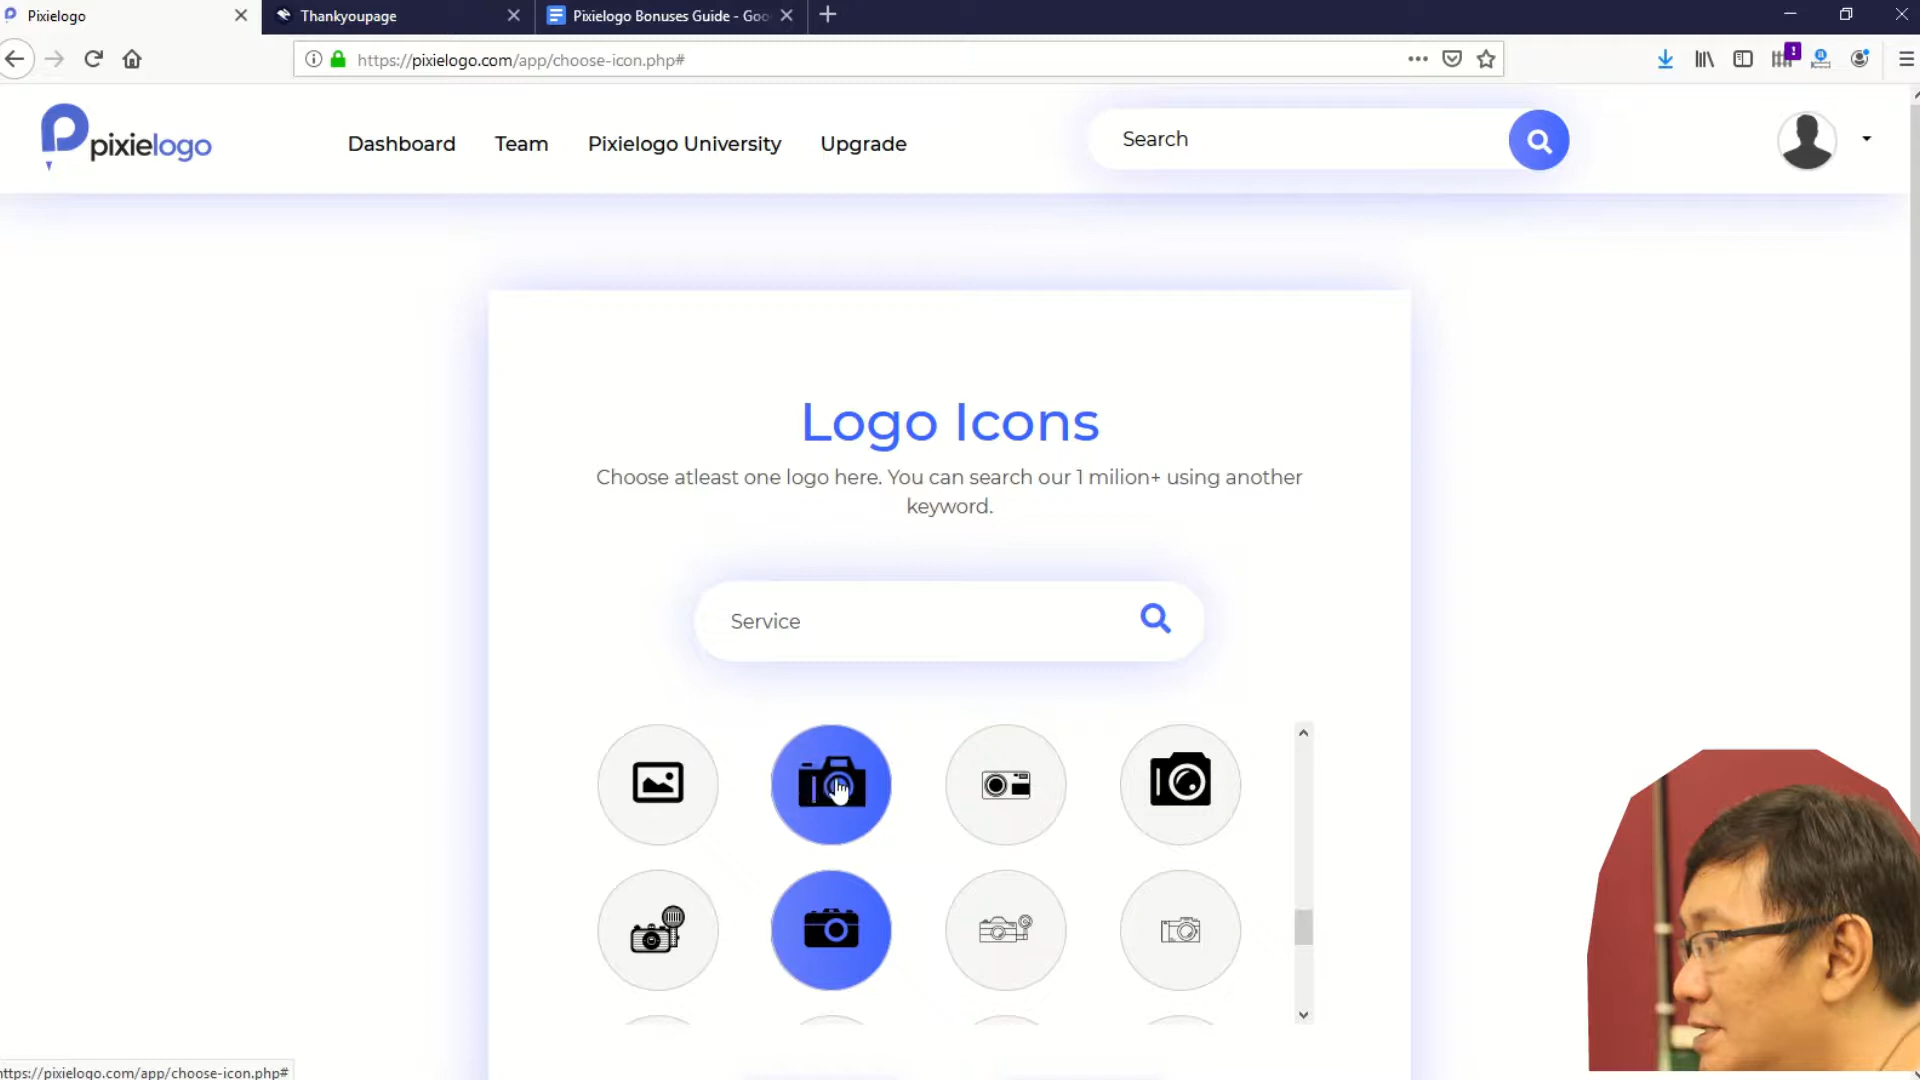 Pixielogo
Thankyoupage
Pixielogo Bonuses Guide - Goo
https://pixielogo.com/app/choose-icon.php#
pixielogo
Dashboard
Team
Pixielogo University
Upgrade
Search
Logo Icons
Choose atleast one logo here. You can search our 1 milion+ using another
keyword.
Service
https://pixielogo.com/app/choose-icon.php#